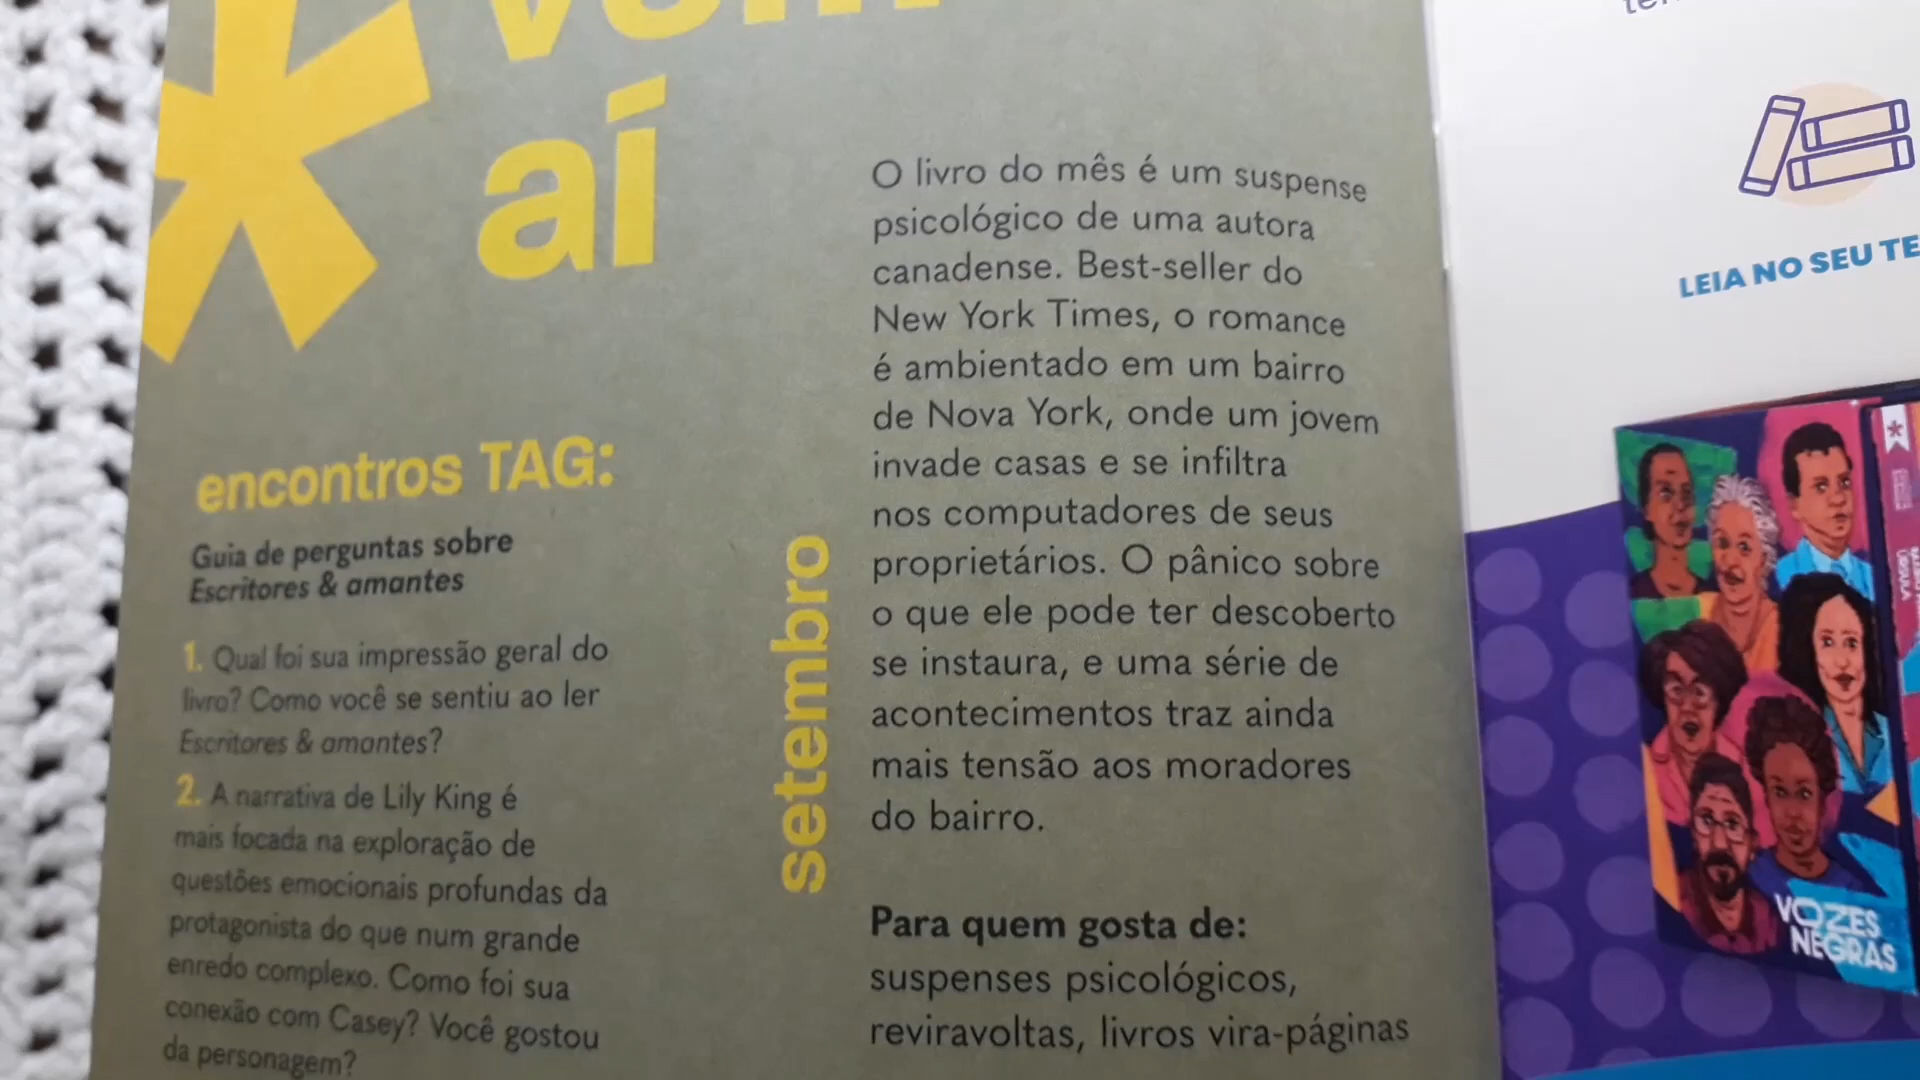 aí
encontros TAG:
Guia de perguntas sobre
Escritores & amantes
1. Qual foi sua impressão geral do
livro? Como você se sentiu ao ler
Escritores & amantes?
2. A narrativa de Lily King é
mais focada na exploração de
questões emocionais profundas da
protagonista do que num grande
enredo complexo. Como foi sua
conexão com Casey? Você gostou
da personagem?
setembro
O livro do mês é um suspense
psicológico de uma autora
canadense. Best-seller do
New York Times, o romance
é ambientado em um bairro
de Nova York, onde um jovem
invade casas e se infiltra
nos computadores de seus
proprietários. O pânico sobre
o que ele pode ter descoberto
se instaura, e uma série de
acontecimentos traz ainda
mais tensão aos moradores
do bairro.
Para quem gosta de:
suspenses psicológicos,
reviravoltas, livros vira-páginas
LEIA NO SEU TE
VOZES
NEGRAS